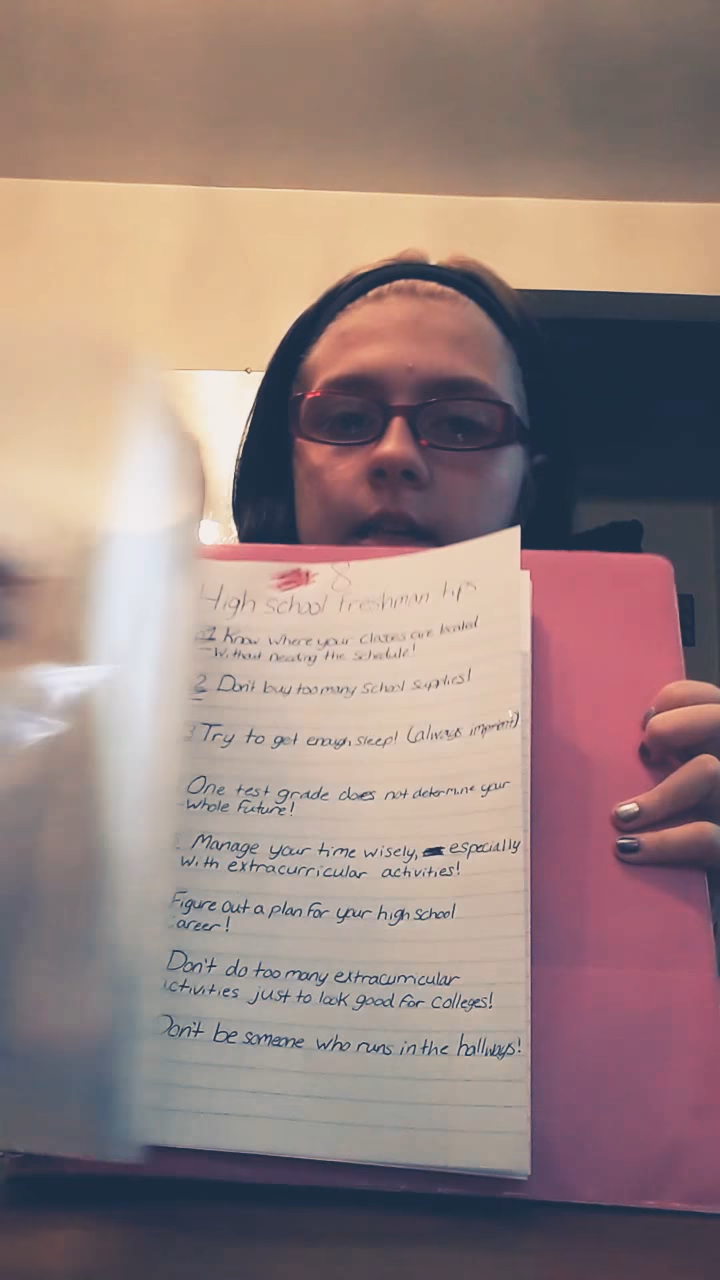 8
High school freshman tips
1 Know where your classes are located
- Without needing the schedule!
2 Don't buy too many school supplies!
3 Try to get enough sleep! (always important)
One test grade does not determine your
whole future!
Manage your time wisely, especially
with extracurricular activities!
Figure out a plan for your high school
areer!
Don't do too many extracurricular
ctivities just to look good for colleges!
Don't be someone who runs in the hallways!